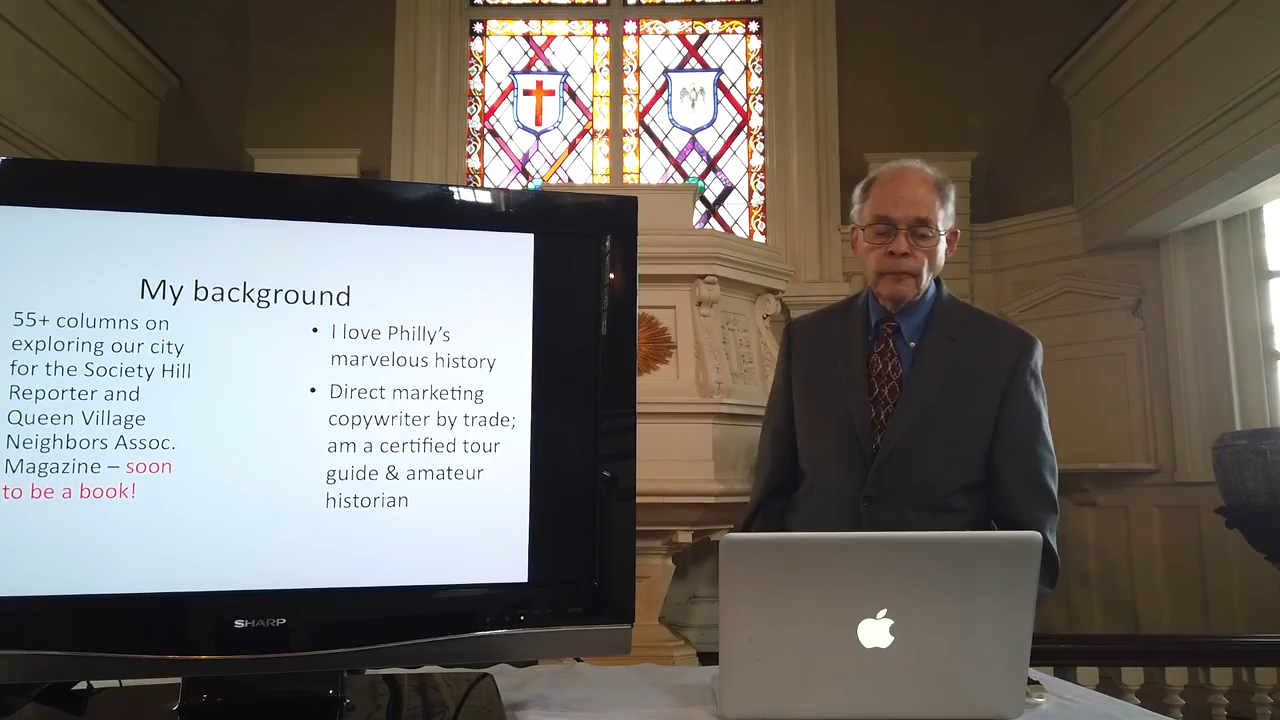 My background
55+ columns on
exploring our city
for the Society Hill
Reporter and
Queen Village
Neighbors Assoc.
Magazine – soon
to be a book!
• I love Philly’s
marvelous history
• Direct marketing
copywriter by trade;
am a certified tour
guide & amateur
historian
SHARP